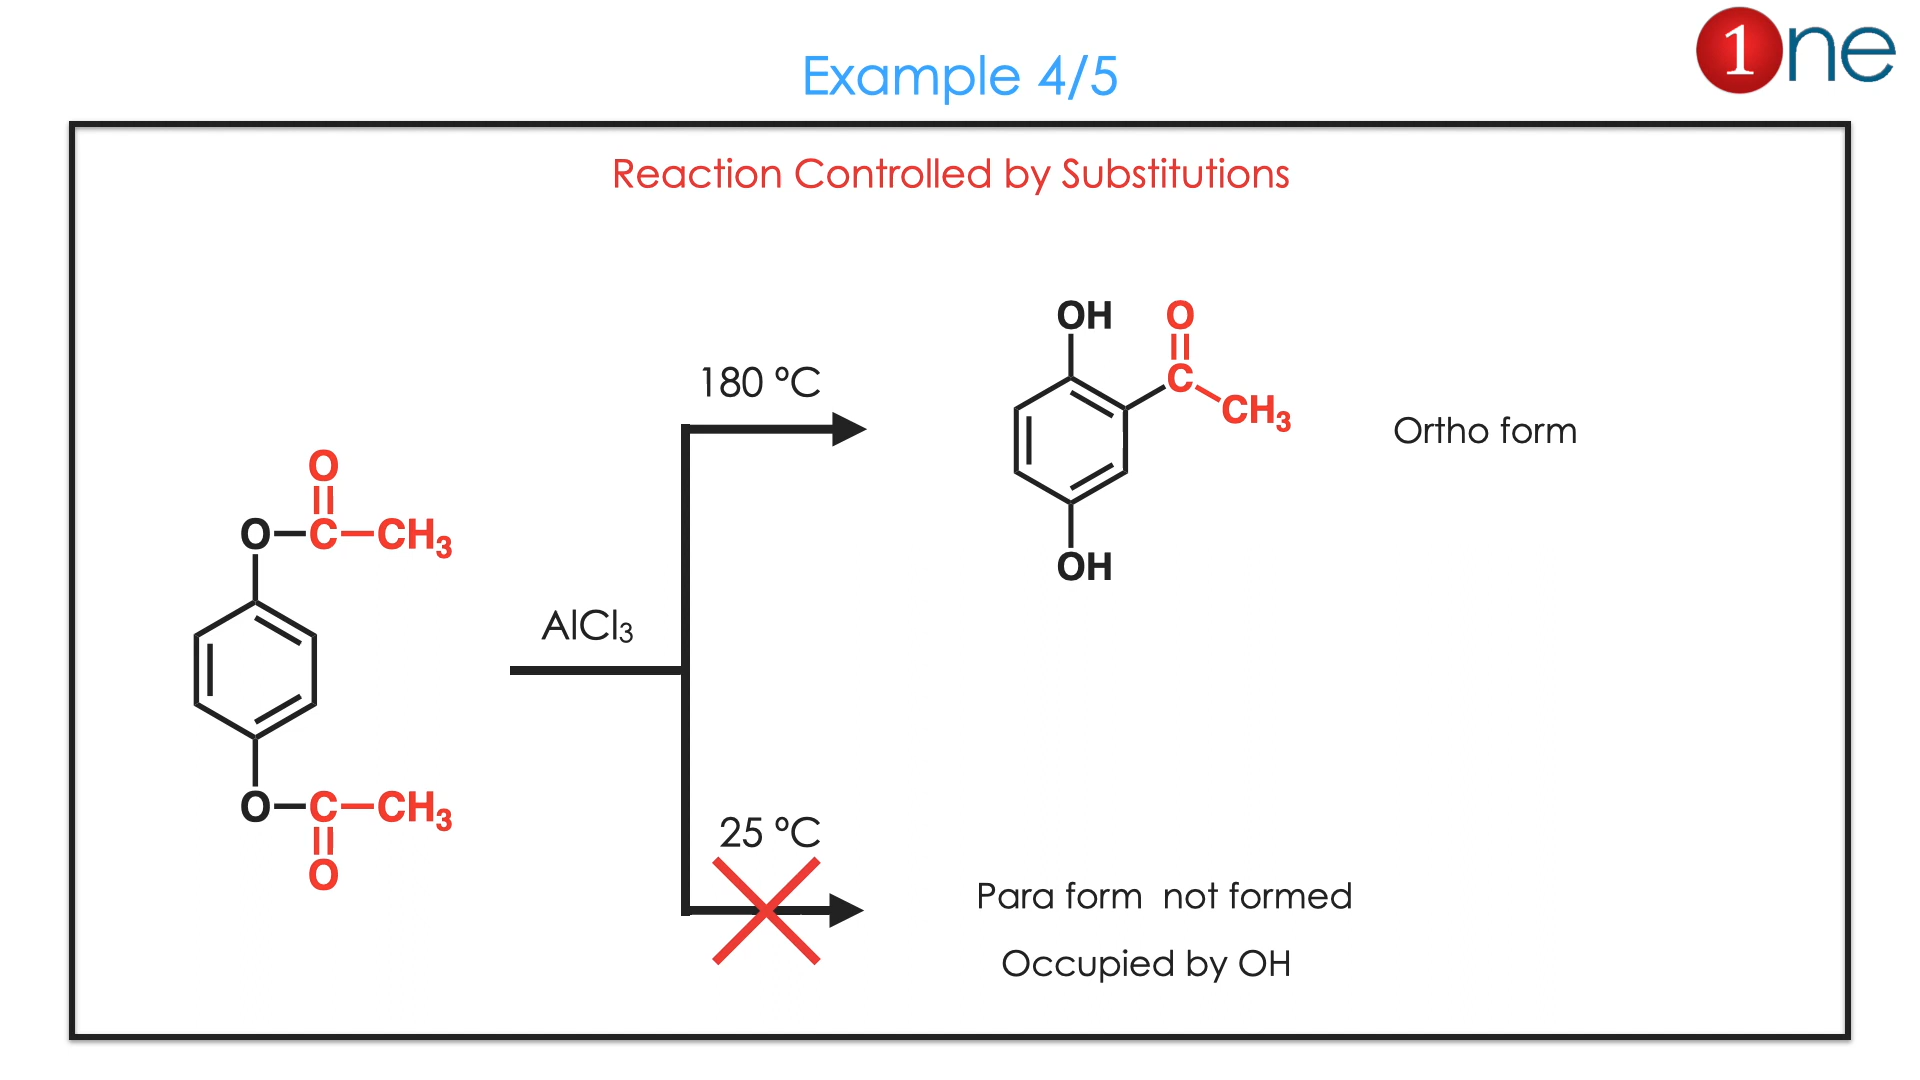 1ne
Example 4/5
Reaction Controlled by Substitutions
OH O
C
CH₃
180 °C
Ortho form
O
O C CH₃
OH
AlCl₃
O C CH₃
O
25 °C
Para form not formed
Occupied by OH